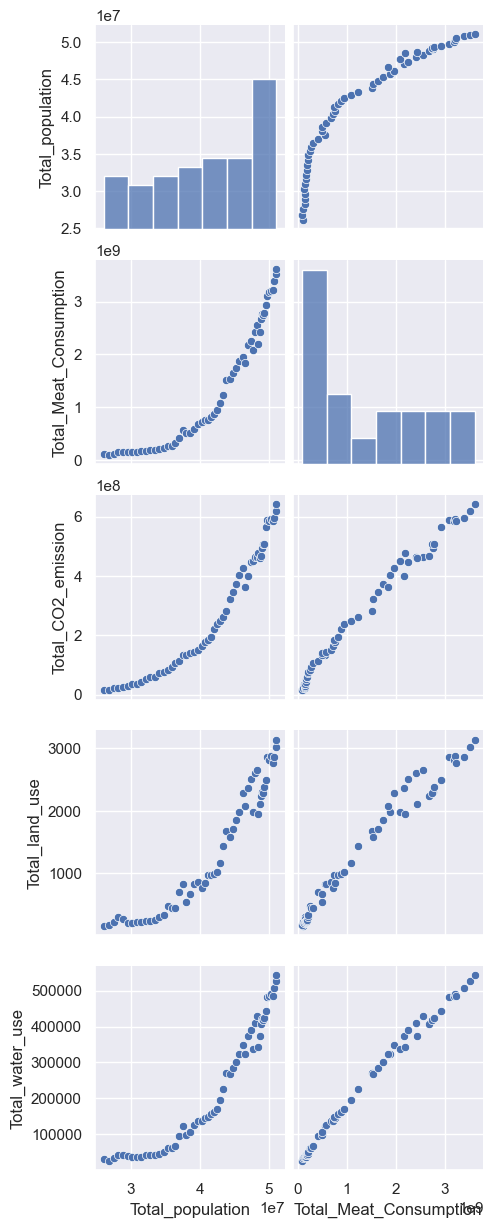 1e7
5.0
4.5
4.0
3.5
3.0
2.5
Total_population
1e9
3
2
1
0
Total_Meat_Consumption
1e8
6
4
2
0
Total_CO2_emission
3000
2000
1000
Total_land_use
500000
400000
300000
200000
100000
Total_water_use
3 4 5
Total_population 1e7
0 1 2 3
Total_Meat_Consumption 1e9